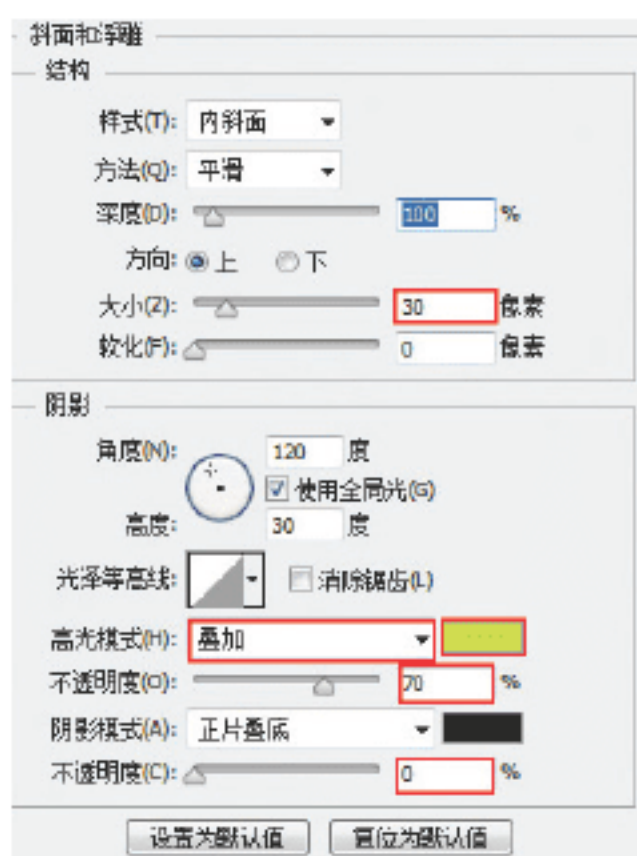 斜面和浮雕
结构
样式(T): 内斜面
方法(Q): 平滑
深度(D): 100 %
方向: 上 下
大小(Z): 30 像素
软化(F): 0 像素
阴影
角度(N): 120 度
使用全局光(G)
高度: 30 度
光泽等高线: 消除锯齿(L)
高光模式(H): 叠加
不透明度(O): 70 %
阴影模式(A): 正片叠底
不透明度(C): 0 %
设置为默认值 复位为默认值